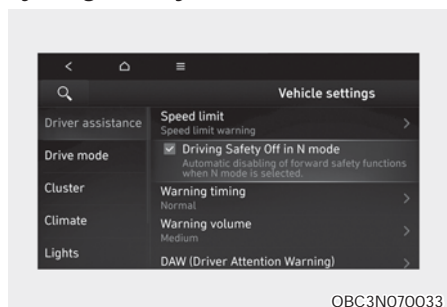 Vehicle settings
Driver assistance
Drive mode
Cluster
Climate
Lights
Speed limit
Speed limit warning
Driving Safety Off in N mode
Automatic disabling of forward safety functions
when N mode is selected.
Warning timing
Normal
Warning volume
Medium
DAW (Driver Attention Warning)
OBC3N070033